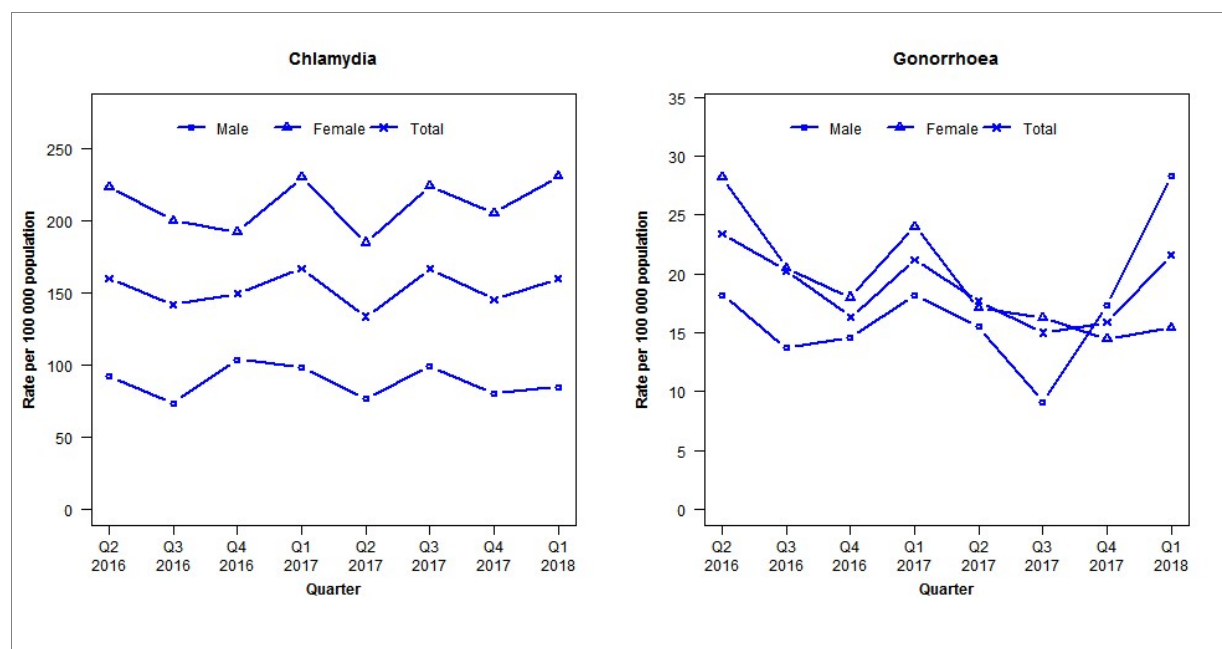 Chlamydia
Male Female Total
Rate per 100 000 population
250
200
150
100
50
0
Q2 Q3 Q4 Q1 Q2 Q3 Q4 Q1
2016 2016 2016 2017 2017 2017 2017 2018
Quarter
Gonorrhoea
Male Female Total
Rate per 100 000 population
35
30
25
20
15
10
5
0
Q2 Q3 Q4 Q1 Q2 Q3 Q4 Q1
2016 2016 2016 2017 2017 2017 2017 2018
Quarter